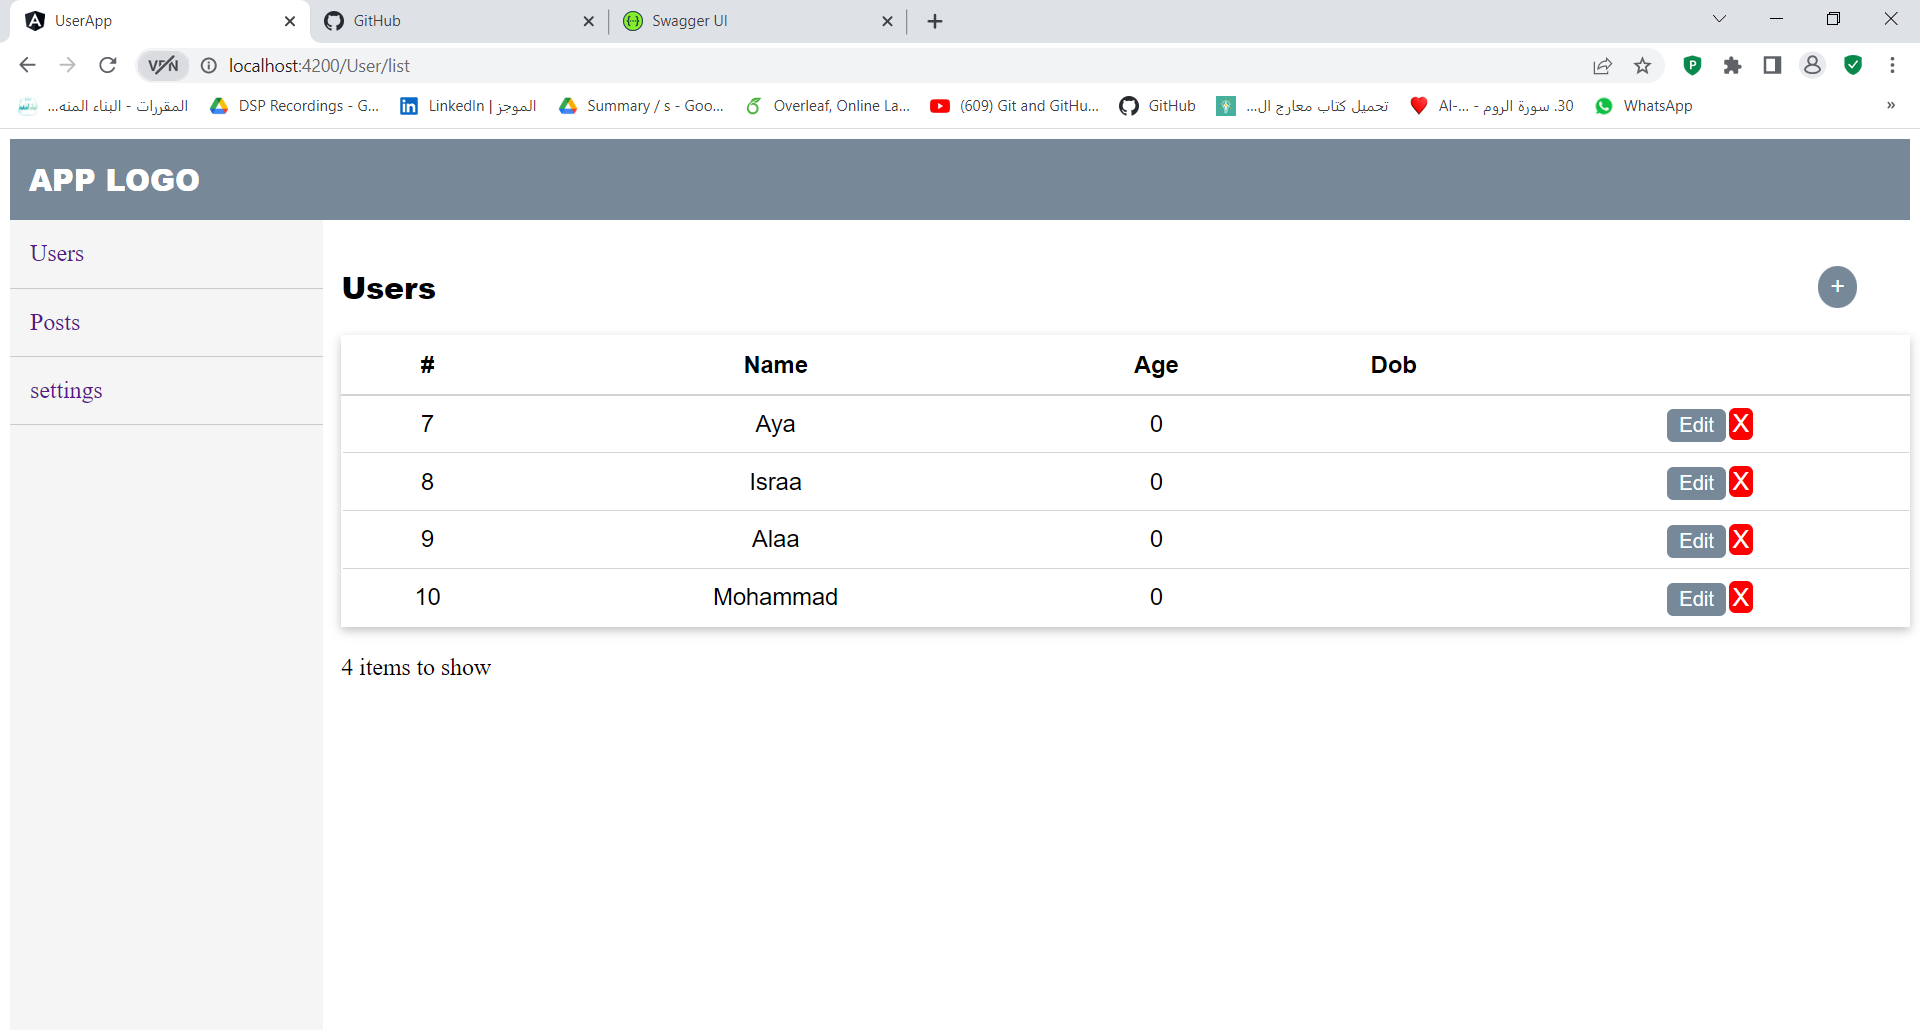 UserApp
GitHub
Swagger UI
VPN
localhost:4200/User/list
المقررات - البناء المنه...
DSP Recordings - G...
LinkedIn | الموجز
Summary / s - Goo...
Overleaf, Online La...
(609) Git and GitHu...
GitHub
تحميل كتاب معارج ال...
30. سورة الروم - Al-...
WhatsApp
»
APP LOGO
Users
Posts
settings
Users
+
# Name Age Dob
7 Aya 0 Edit X
8 Israa 0 Edit X
9 Alaa 0 Edit X
10 Mohammad 0 Edit X
4 items to show